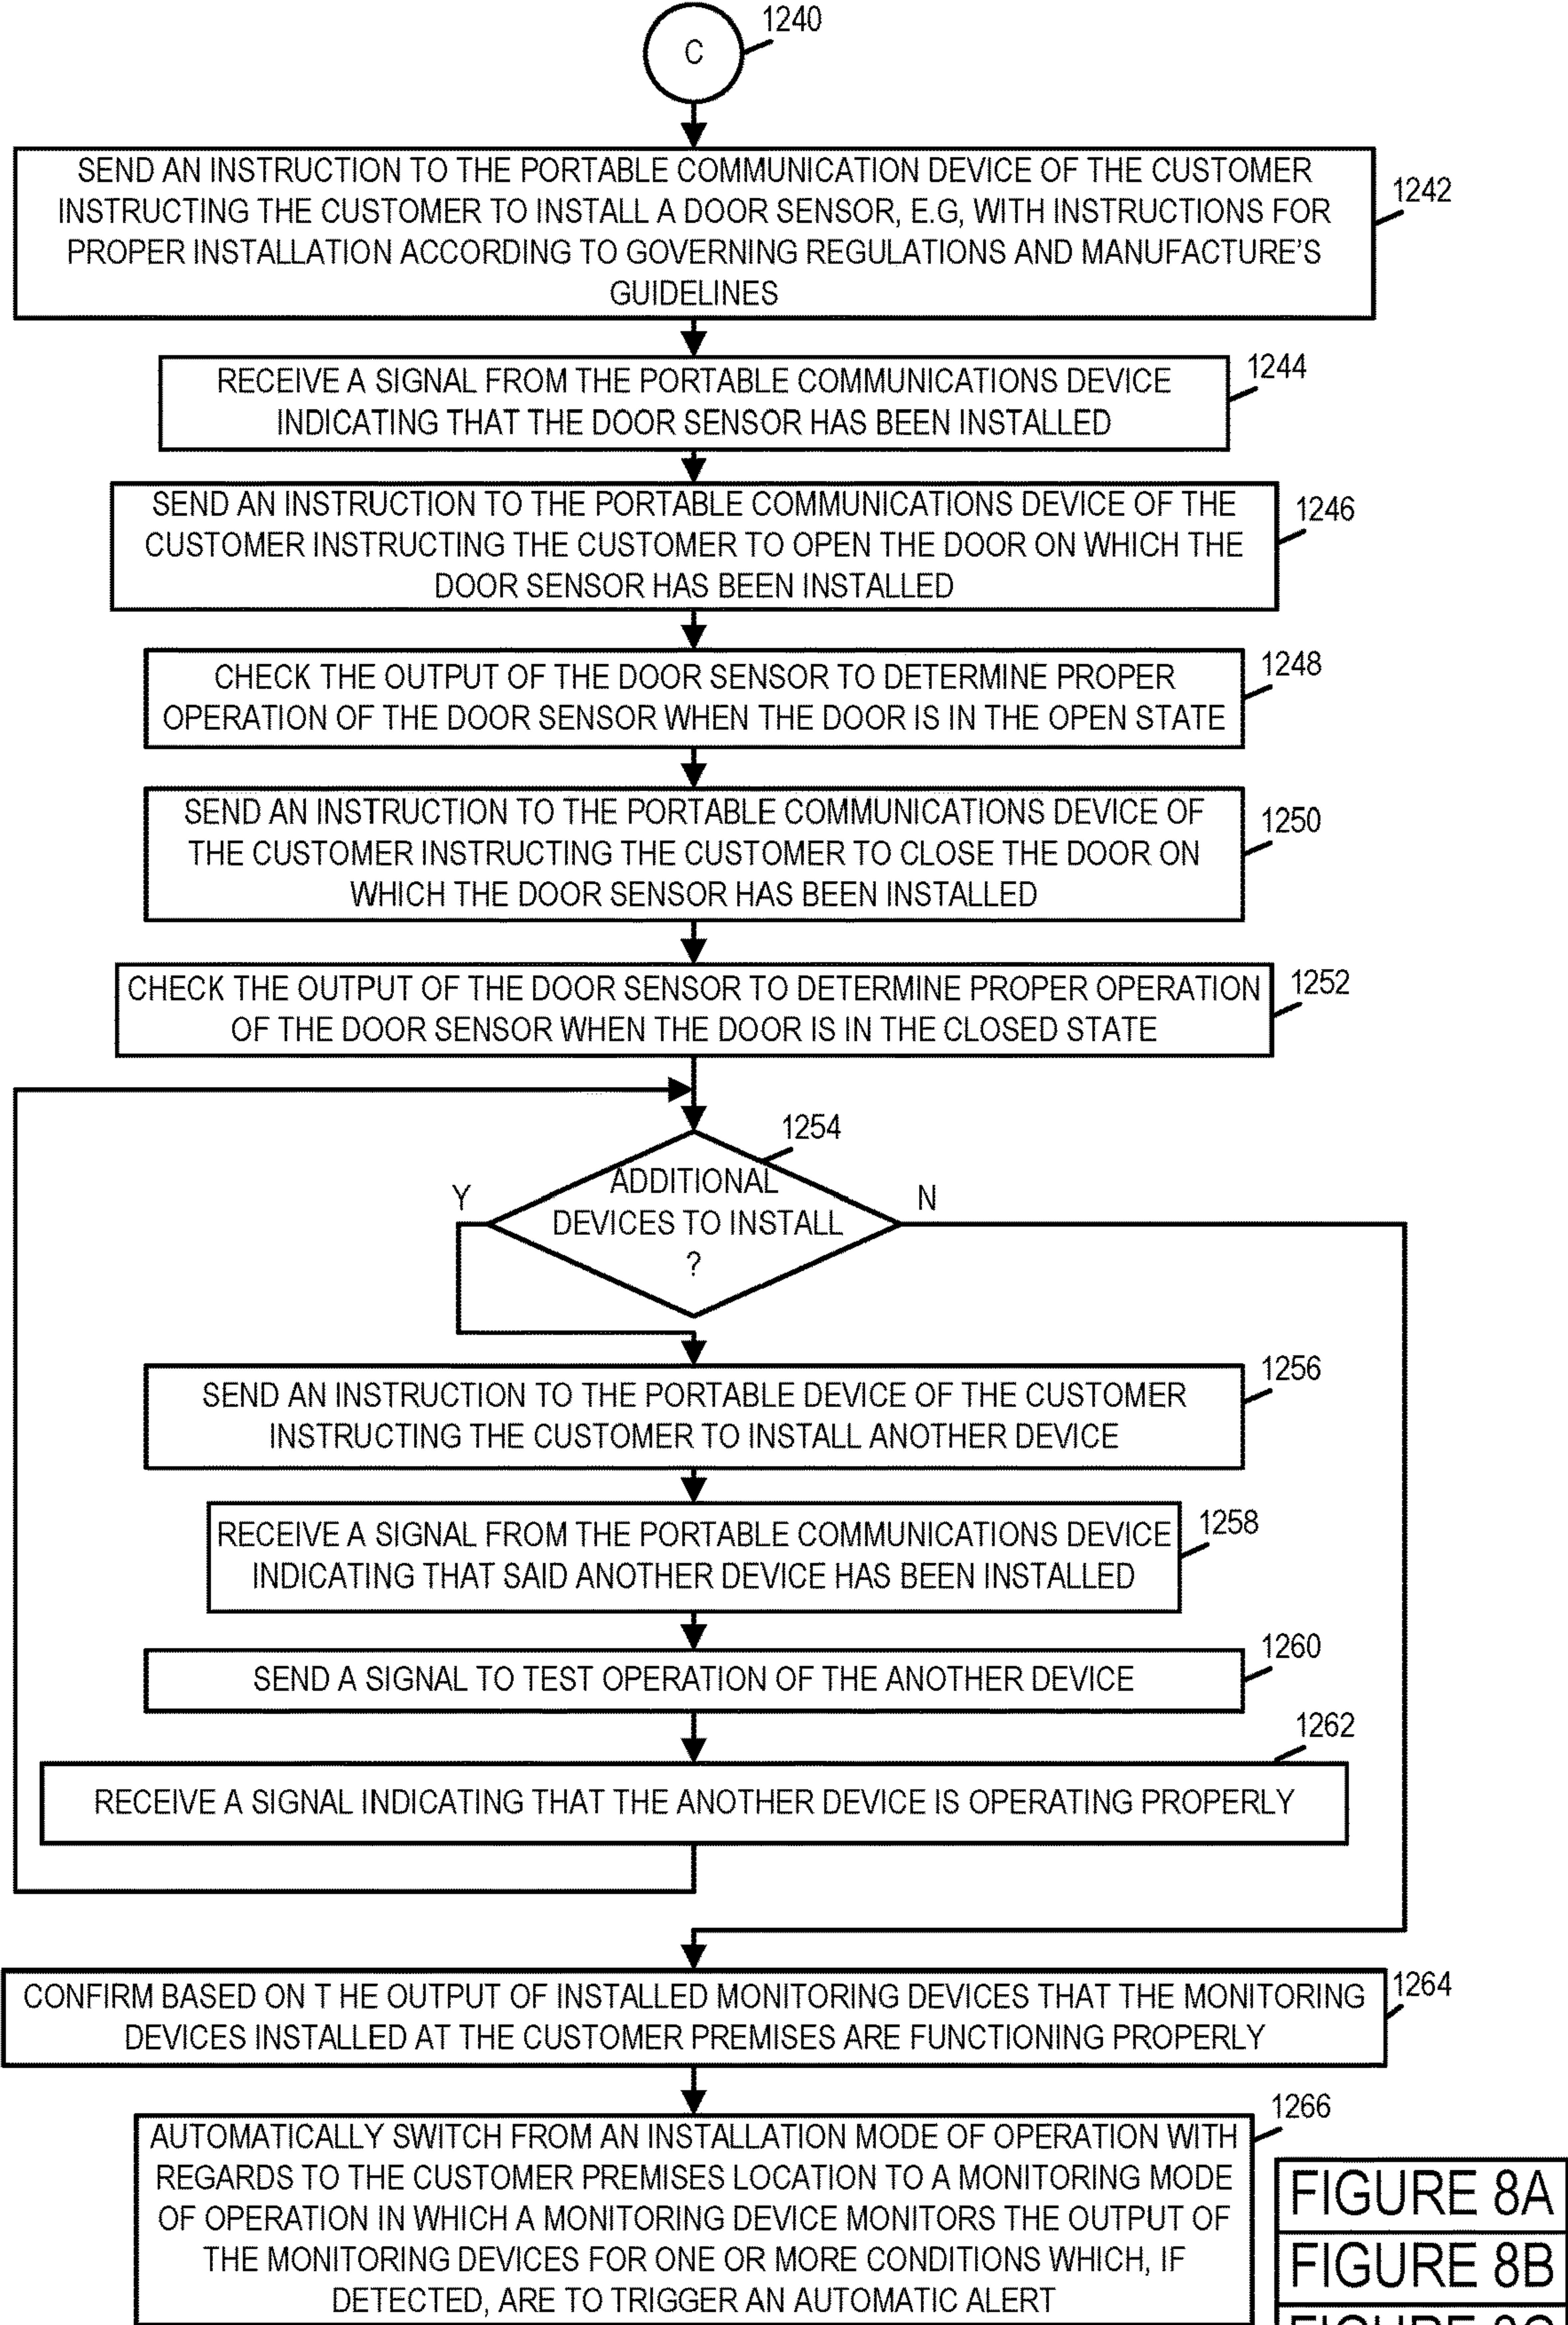 C
1240
SEND AN INSTRUCTION TO THE PORTABLE COMMUNICATION DEVICE OF THE CUSTOMER
INSTRUCTING THE CUSTOMER TO INSTALL A DOOR SENSOR, E.G, WITH INSTRUCTIONS FOR
PROPER INSTALLATION ACCORDING TO GOVERNING REGULATIONS AND MANUFACTURE'S
GUIDELINES
1242
RECEIVE A SIGNAL FROM THE PORTABLE COMMUNICATIONS DEVICE
INDICATING THAT THE DOOR SENSOR HAS BEEN INSTALLED
1244
SEND AN INSTRUCTION TO THE PORTABLE COMMUNICATIONS DEVICE OF THE
CUSTOMER INSTRUCTING THE CUSTOMER TO OPEN THE DOOR ON WHICH THE
DOOR SENSOR HAS BEEN INSTALLED
1246
CHECK THE OUTPUT OF THE DOOR SENSOR TO DETERMINE PROPER
OPERATION OF THE DOOR SENSOR WHEN THE DOOR IS IN THE OPEN STATE
1248
SEND AN INSTRUCTION TO THE PORTABLE COMMUNICATIONS DEVICE OF
THE CUSTOMER INSTRUCTING THE CUSTOMER TO CLOSE THE DOOR ON
WHICH THE DOOR SENSOR HAS BEEN INSTALLED
1250
CHECK THE OUTPUT OF THE DOOR SENSOR TO DETERMINE PROPER OPERATION
OF THE DOOR SENSOR WHEN THE DOOR IS IN THE CLOSED STATE
1252
1254
ADDITIONAL
DEVICES TO INSTALL
?
Y
N
SEND AN INSTRUCTION TO THE PORTABLE DEVICE OF THE CUSTOMER
INSTRUCTING THE CUSTOMER TO INSTALL ANOTHER DEVICE
1256
RECEIVE A SIGNAL FROM THE PORTABLE COMMUNICATIONS DEVICE
INDICATING THAT SAID ANOTHER DEVICE HAS BEEN INSTALLED
1258
SEND A SIGNAL TO TEST OPERATION OF THE ANOTHER DEVICE
1260
RECEIVE A SIGNAL INDICATING THAT THE ANOTHER DEVICE IS OPERATING PROPERLY
1262
CONFIRM BASED ON T HE OUTPUT OF INSTALLED MONITORING DEVICES THAT THE MONITORING
DEVICES INSTALLED AT THE CUSTOMER PREMISES ARE FUNCTIONING PROPERLY
1264
AUTOMATICALLY SWITCH FROM AN INSTALLATION MODE OF OPERATION WITH
REGARDS TO THE CUSTOMER PREMISES LOCATION TO A MONITORING MODE
OF OPERATION IN WHICH A MONITORING DEVICE MONITORS THE OUTPUT OF
THE MONITORING DEVICES FOR ONE OR MORE CONDITIONS WHICH, IF
DETECTED, ARE TO TRIGGER AN AUTOMATIC ALERT
1266
FIGURE 8A
FIGURE 8B